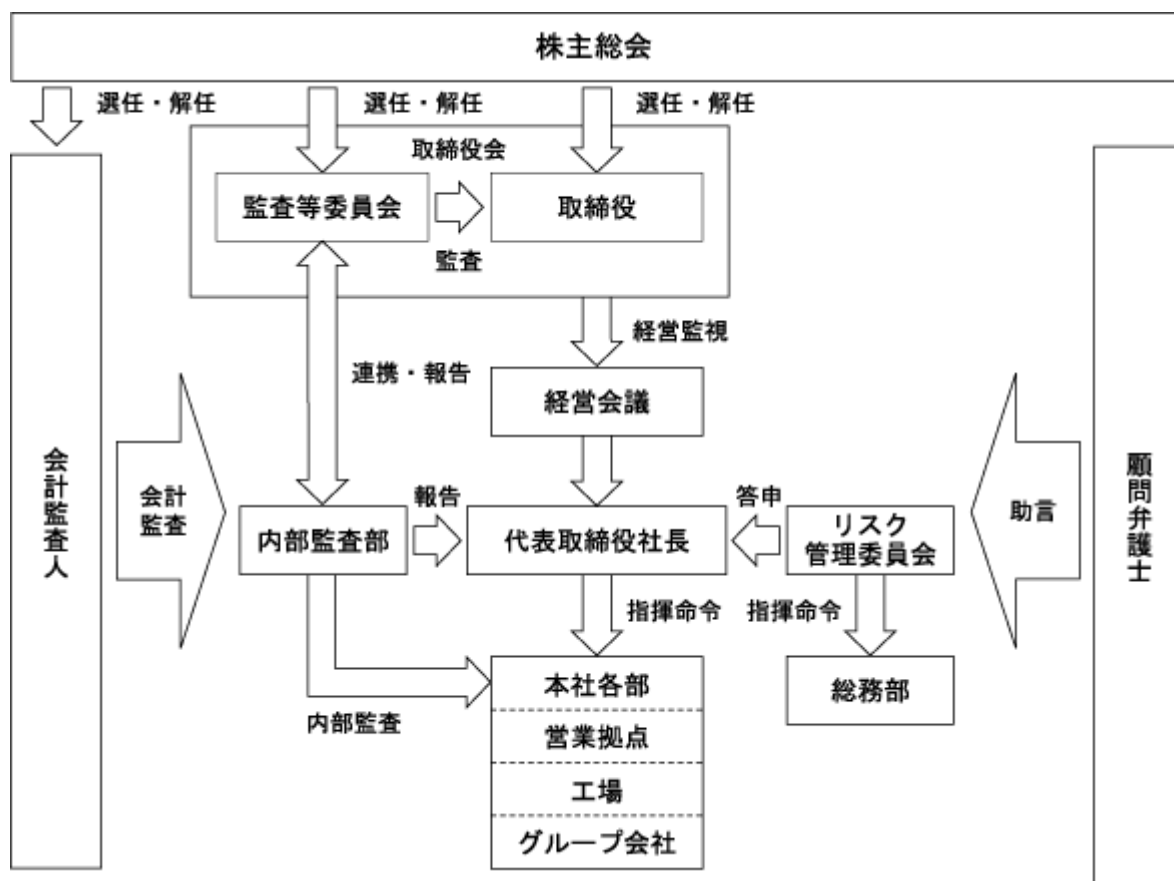 株主総会
選任・解任
選任・解任
選任・解任
取締役会
監査等委員会
取締役
監査
経営監視
連携・報告
経営会議
会計監査人
会計
監査
報告
答申
内部監査部
代表取締役社長
リスク
管理委員会
助言
顧問弁護士
指揮命令
指揮命令
本社各部
総務部
内部監査
営業拠点
工場
グループ会社